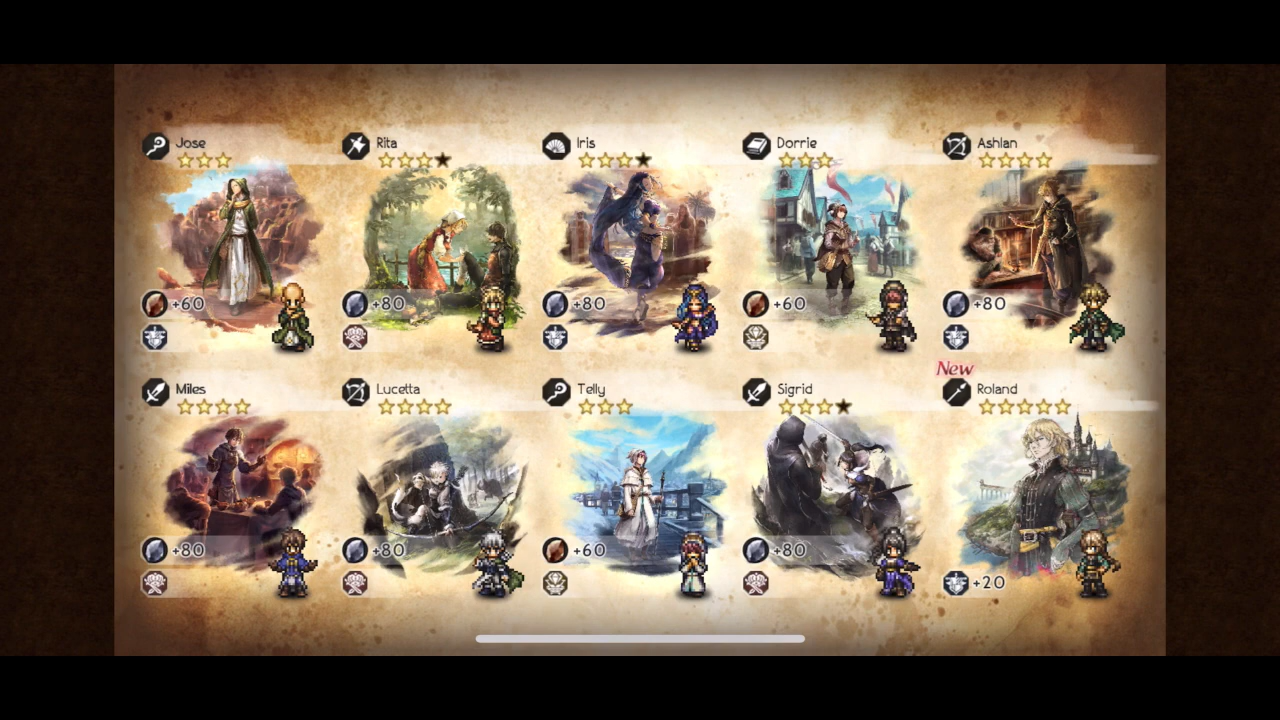 Jose
Rita
Iris
Dorrie
Ashlan
+60
+80
+80
+60
+80
New
Miles
Lucetta
Telly
Sigrid
Roland
+80
+80
+60
+80
+20